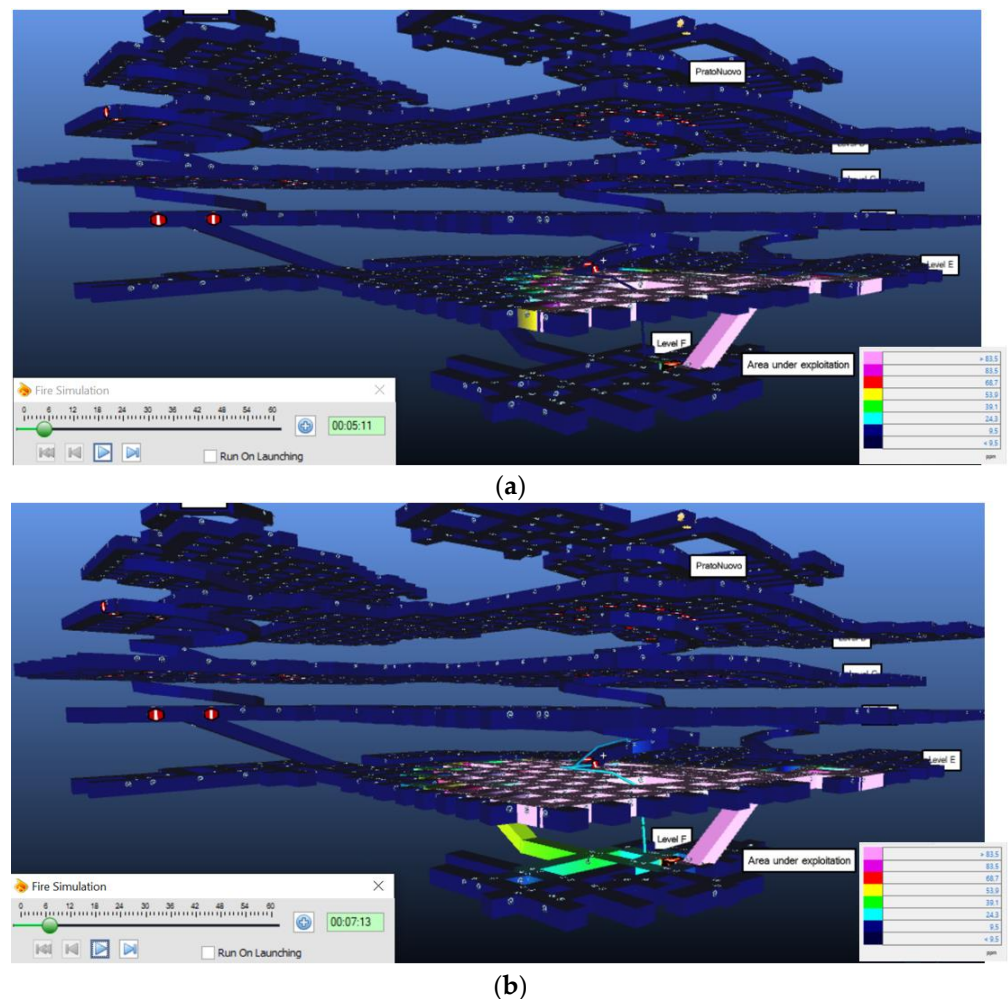 PratoNuovo
Level E
Level F
Area under exploitation
> 83.5
83.5
68.7
53.9
39.1
24.3
9.5
< 9.5
ppm
Fire Simulation
0 6 12 18 24 30 36 42 48 54 60
00:05:11
Run On Launching
(a)
PratoNuovo
Level E
Level F
Area under exploitation
> 83.5
83.5
68.7
53.9
39.1
24.3
9.5
< 9.5
ppm
Fire Simulation
0 6 12 18 24 30 36 42 48 54 60
00:07:13
Run On Launching
(b)